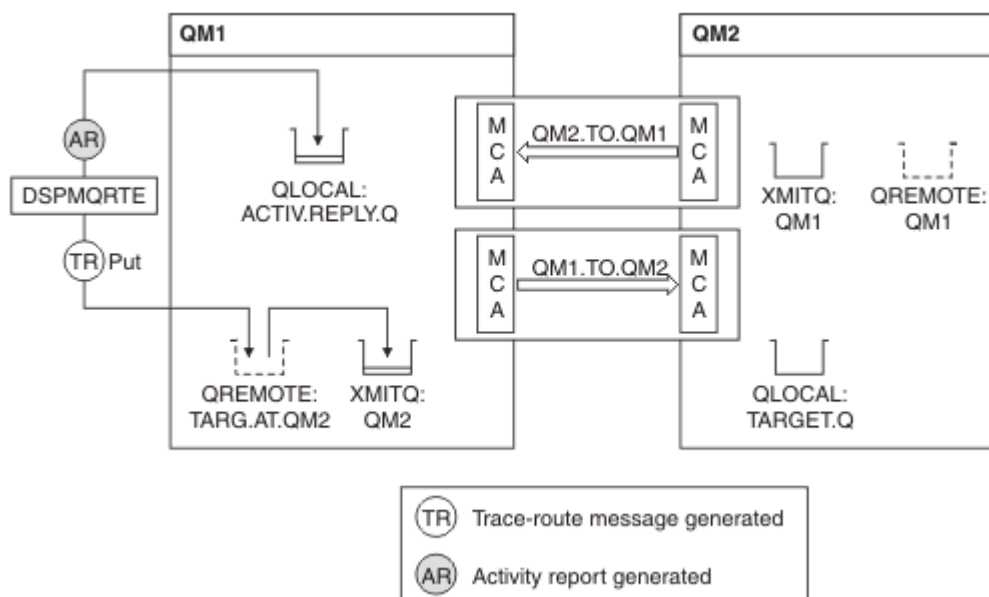 QM1
QM2
AR
DSPMQRTE
TR Put
QLOCAL:
ACTIV.REPLY.Q
QREMOTE:
TARG.AT.QM2
XMITQ:
QM2
M
C
A
QM2.TO.QM1
M
C
A
M
C
A
QM1.TO.QM2
M
C
A
XMITQ:
QM1
QREMOTE:
QM1
QLOCAL:
TARGET.Q
TR Trace-route message generated
AR Activity report generated